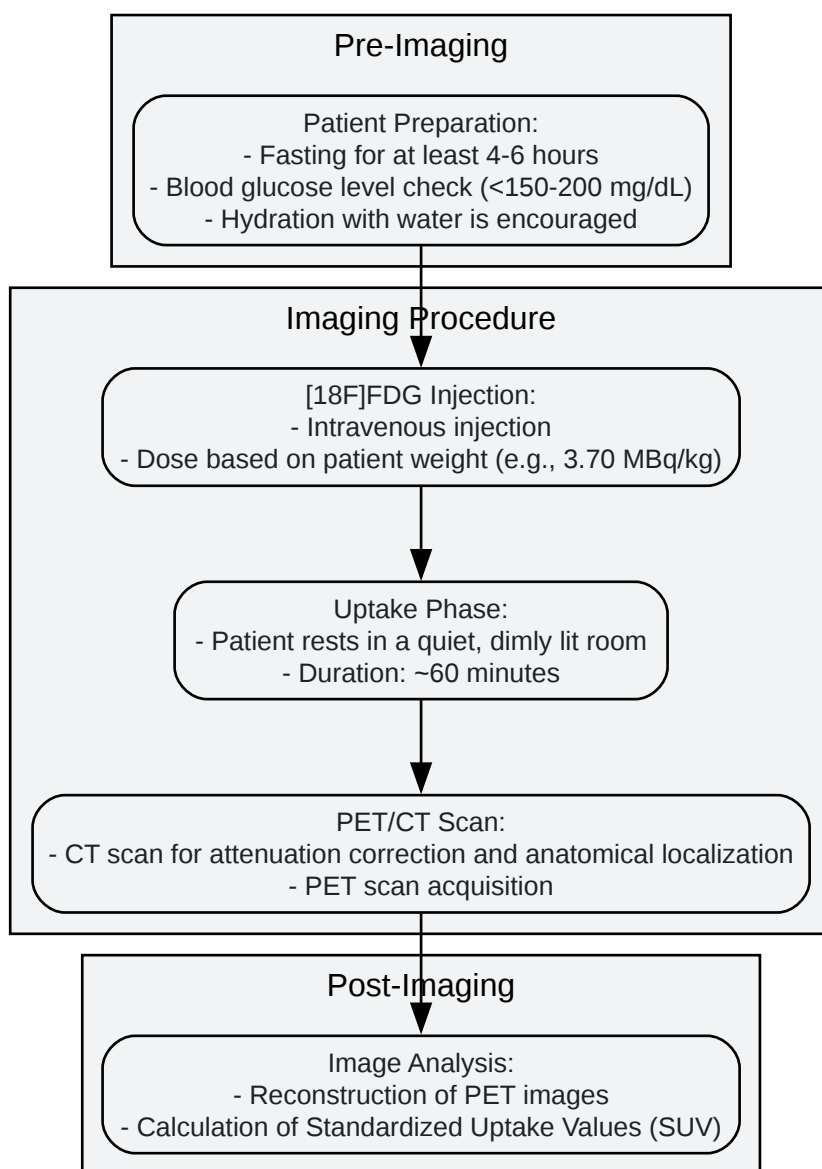 Pre-Imaging
Patient Preparation:
- Fasting for at least 4-6 hours
- Blood glucose level check (<150-200 mg/dL)
- Hydration with water is encouraged
Imaging Procedure
[18F]FDG Injection:
- Intravenous injection
- Dose based on patient weight (e.g., 3.70 MBq/kg)
Uptake Phase:
- Patient rests in a quiet, dimly lit room
- Duration: ~60 minutes
PET/CT Scan:
- CT scan for attenuation correction and anatomical localization
- PET scan acquisition
Post-Imaging
Image Analysis:
- Reconstruction of PET images
- Calculation of Standardized Uptake Values (SUV)